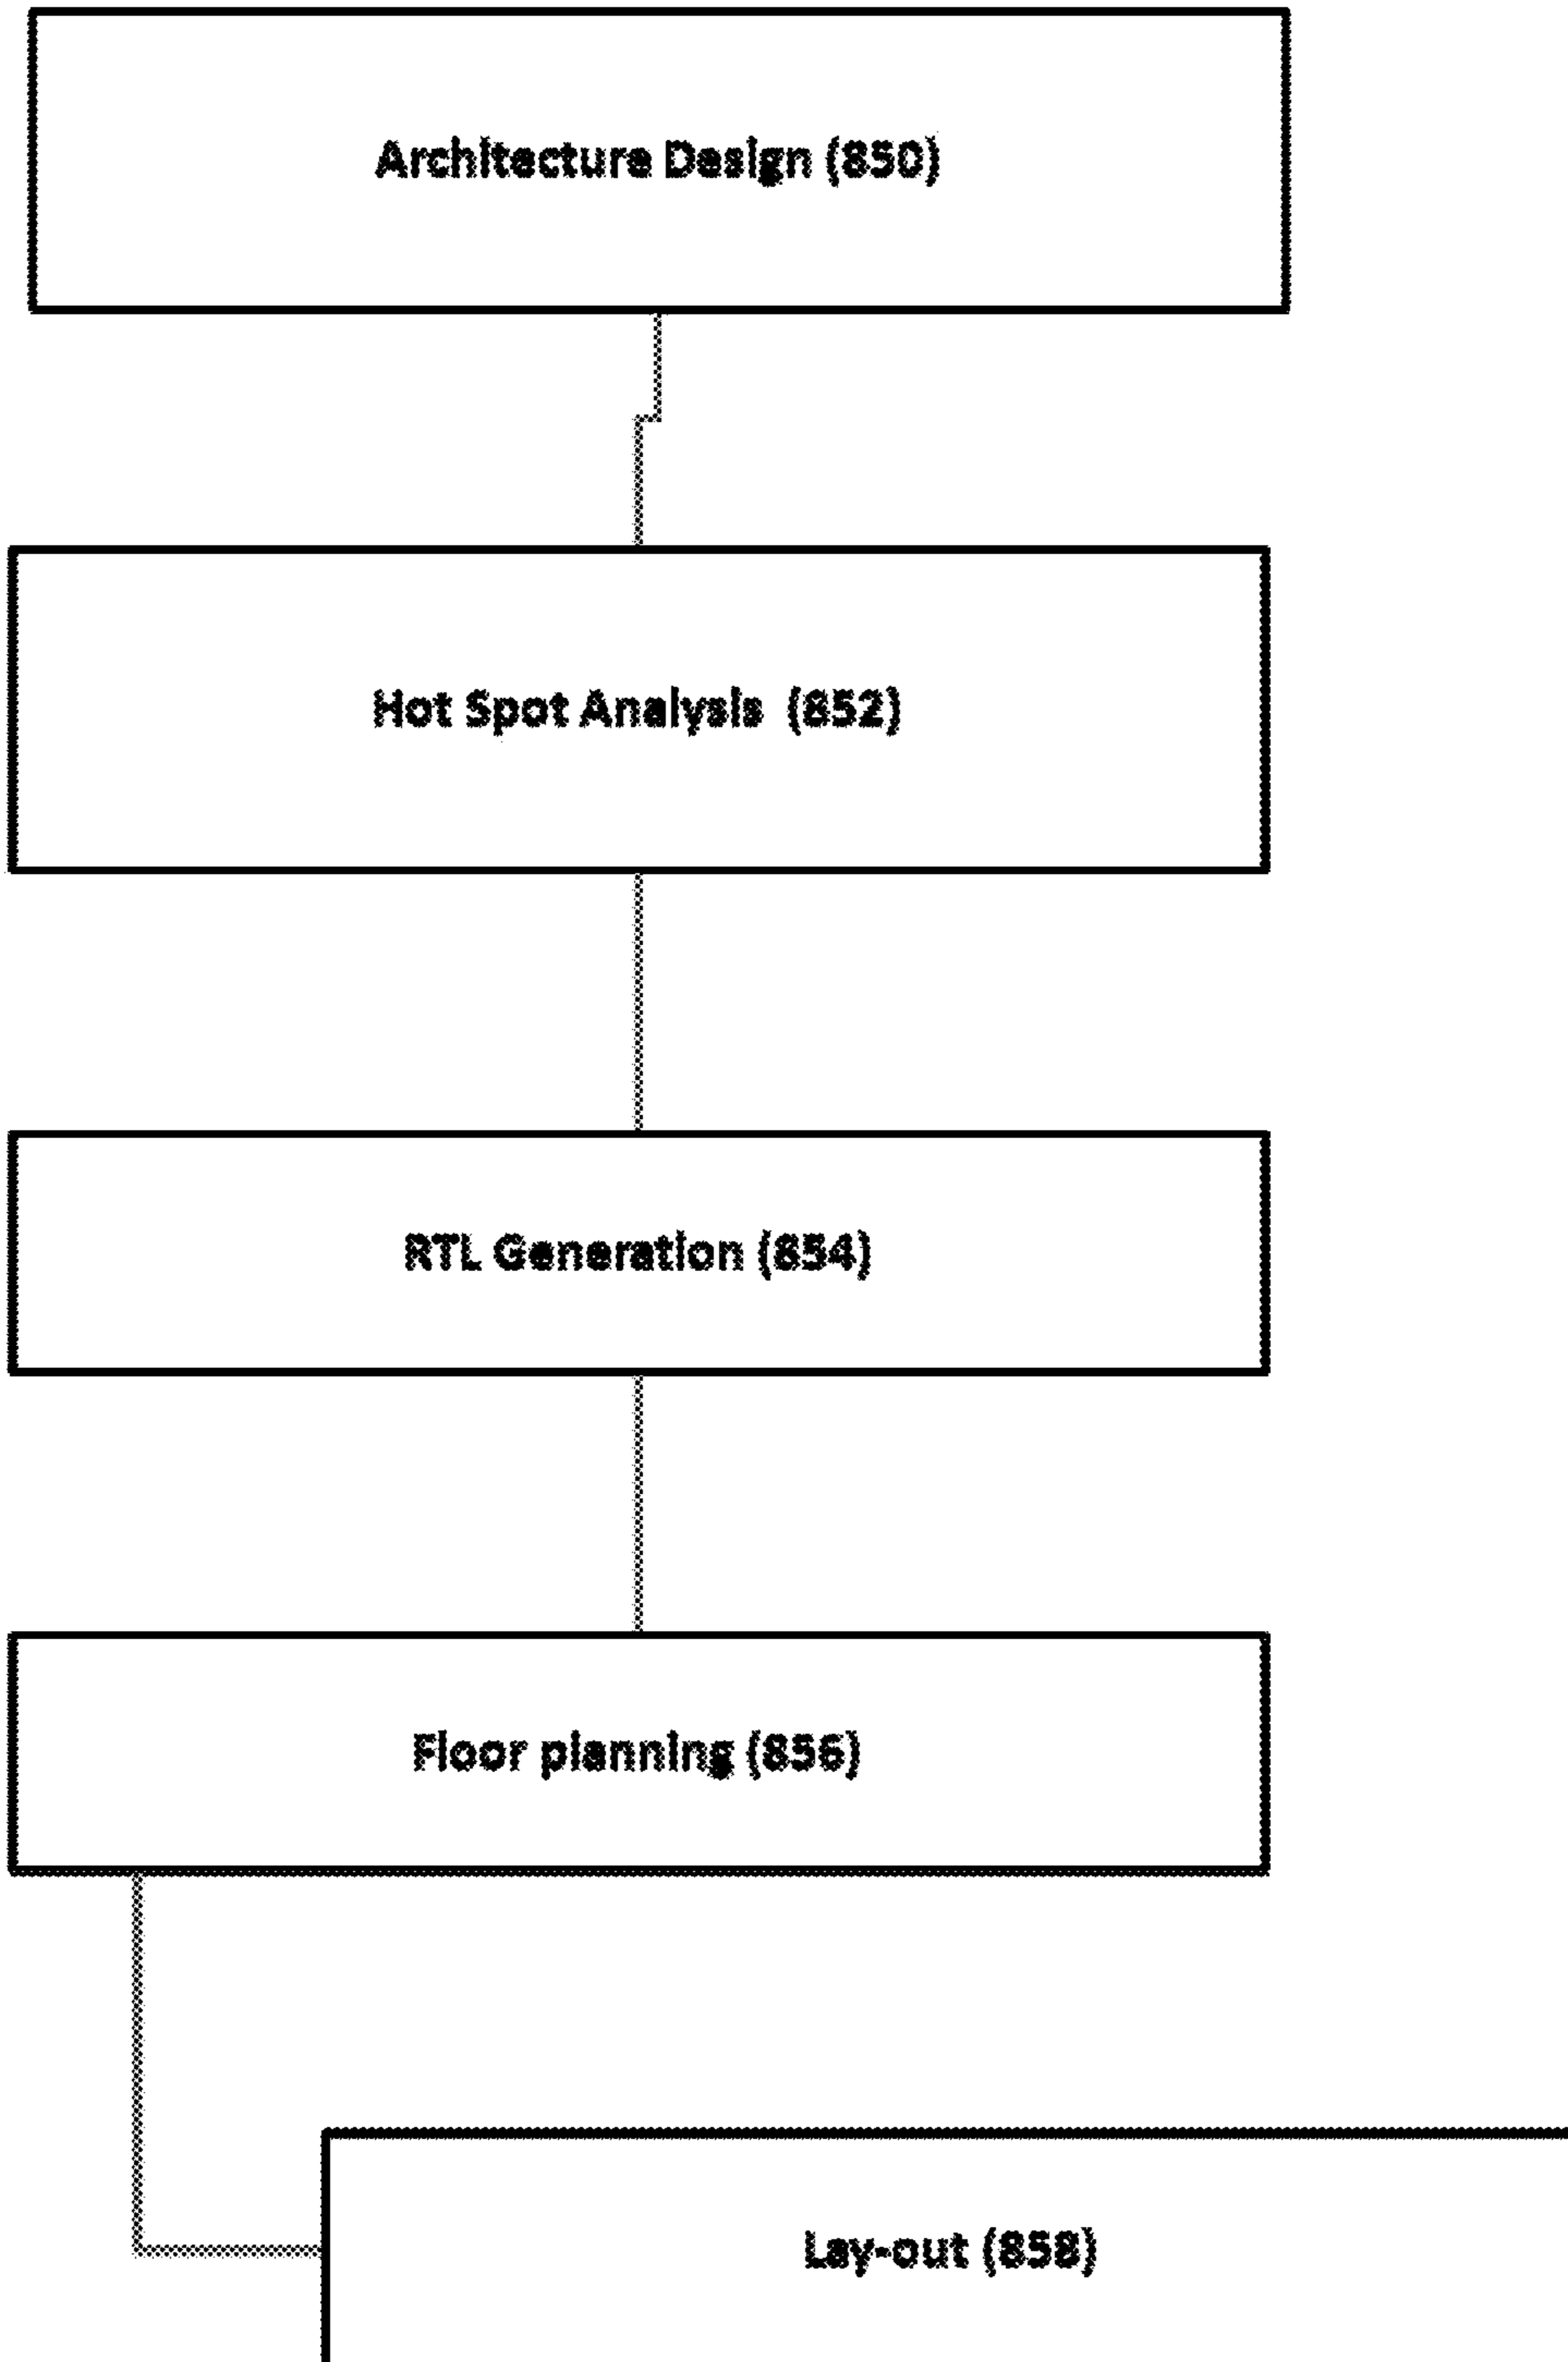 Architecture Design (850)
Hot Spot Analysis (852)
RTL Generation (854)
Floor planning (856)
Lay-out (858)